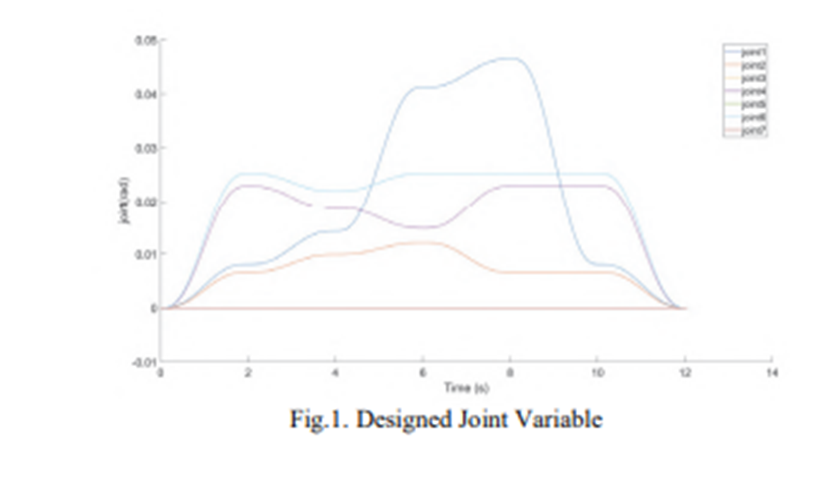 0.05
0.04
0.03
0.02
0.01
0
-0.01
0 2 4 6 8 10 12 14
joint(rad)
Time (s)
joint1
joint2
joint3
joint4
joint5
joint6
joint7
Fig.1. Designed Joint Variable